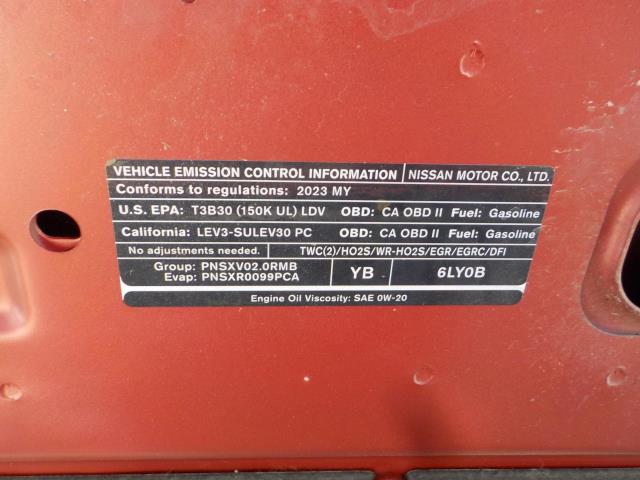 VEHICLE EMISSION CONTROL INFORMATION NISSAN MOTOR CO., LTD.
Conforms to regulations: 2023 MY
U.S. EPA: T3B30 (150K UL) LDV OBD: CA OBD II Fuel: Gasoline
California: LEV3-SULEV30 PC OBD: CA OBD II Fuel: Gasoline
No adjustments needed. TWC(2)/HO2S/WR-HO2S/EGR/EGRC/DFI
Group: PNSXV02.0RMB
Evap: PNSXR0099PCA
YB 6LY0B
Engine Oil Viscosity: SAE 0W-20